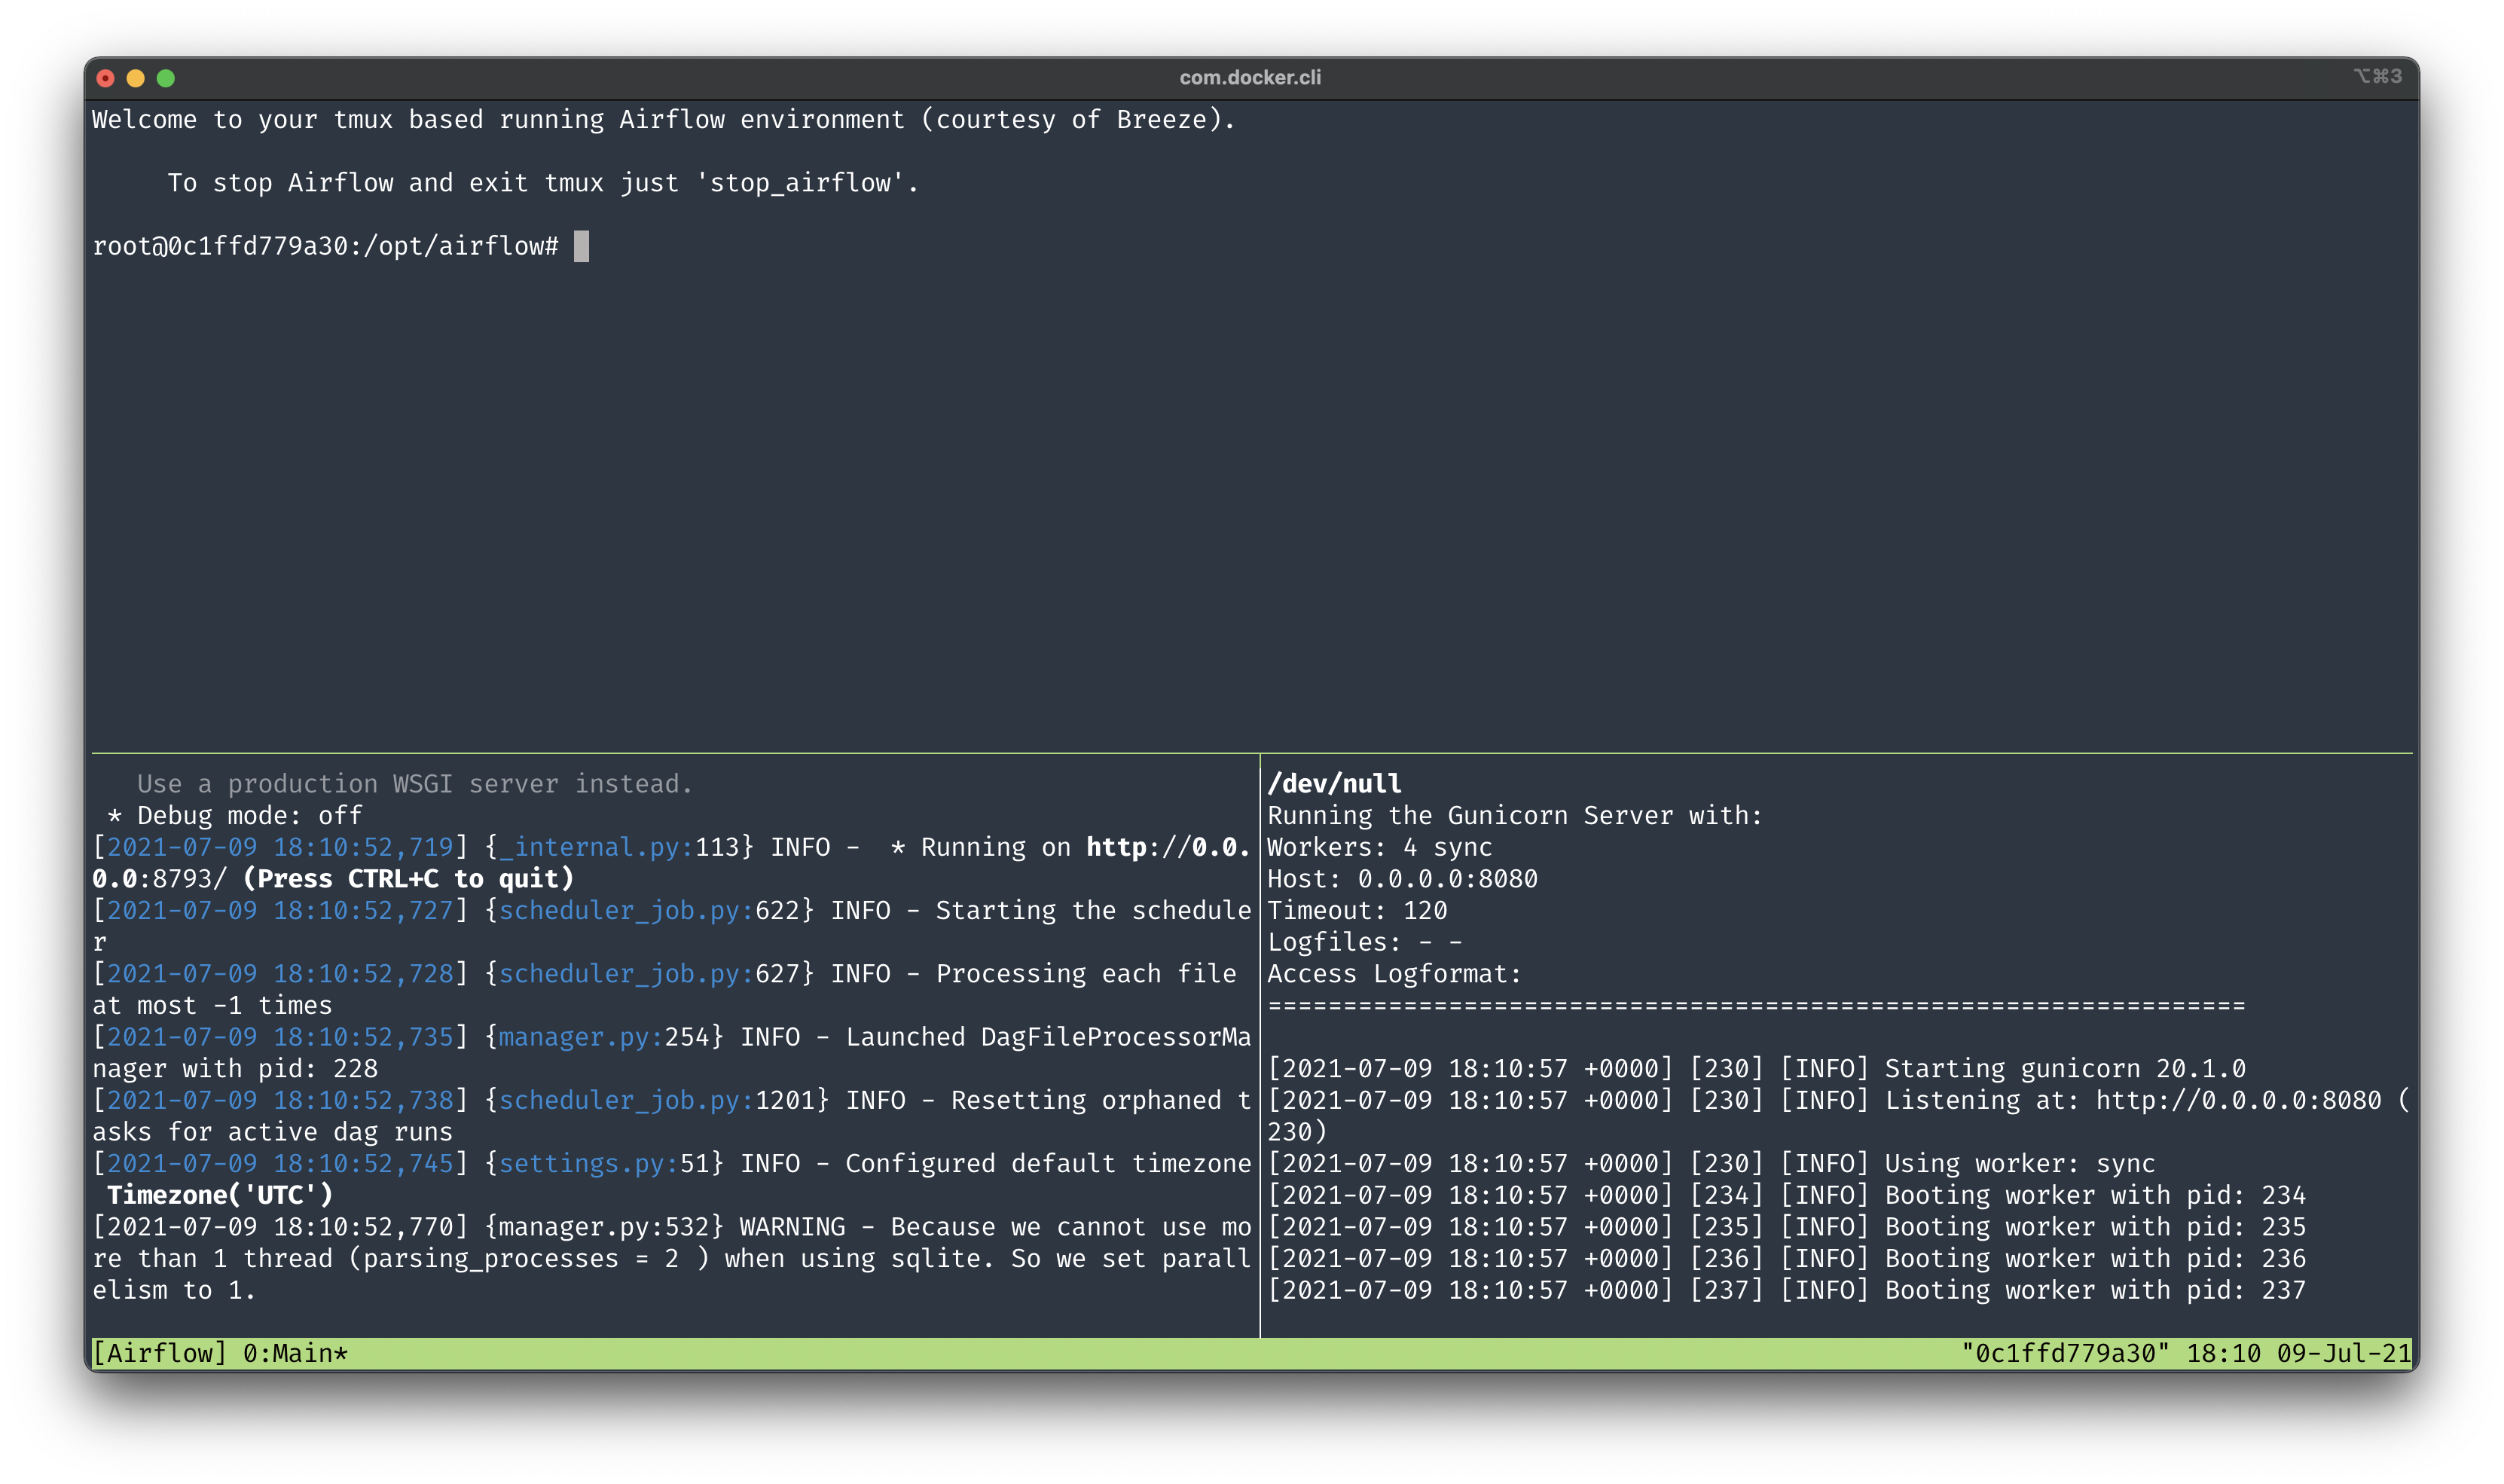 com.docker.cli
⌥⌘3
Welcome to your tmux based running Airflow environment (courtesy of Breeze).
To stop Airflow and exit tmux just 'stop_airflow'.
root@0c1ffd779a30:/opt/airflow#
Use a production WSGI server instead.
* Debug mode: off
[2021-07-09 18:10:52,719] {_internal.py:113} INFO -  * Running on http://0.0.
0.0:8793/ (Press CTRL+C to quit)
[2021-07-09 18:10:52,727] {scheduler_job.py:622} INFO - Starting the schedule
r
[2021-07-09 18:10:52,728] {scheduler_job.py:627} INFO - Processing each file
at most -1 times
[2021-07-09 18:10:52,735] {manager.py:254} INFO - Launched DagFileProcessorMa
nager with pid: 228
[2021-07-09 18:10:52,738] {scheduler_job.py:1201} INFO - Resetting orphaned t
asks for active dag runs
[2021-07-09 18:10:52,745] {settings.py:51} INFO - Configured default timezone
Timezone('UTC')
[2021-07-09 18:10:52,770] {manager.py:532} WARNING - Because we cannot use mo
re than 1 thread (parsing_processes = 2 ) when using sqlite. So we set parall
elism to 1.
/dev/null
Running the Gunicorn Server with:
Workers: 4 sync
Host: 0.0.0.0:8080
Timeout: 120
Logfiles: - -
Access Logformat:
=================================================================
[2021-07-09 18:10:57 +0000] [230] [INFO] Starting gunicorn 20.1.0
[2021-07-09 18:10:57 +0000] [230] [INFO] Listening at: http://0.0.0.0:8080 (
230)
[2021-07-09 18:10:57 +0000] [230] [INFO] Using worker: sync
[2021-07-09 18:10:57 +0000] [234] [INFO] Booting worker with pid: 234
[2021-07-09 18:10:57 +0000] [235] [INFO] Booting worker with pid: 235
[2021-07-09 18:10:57 +0000] [236] [INFO] Booting worker with pid: 236
[2021-07-09 18:10:57 +0000] [237] [INFO] Booting worker with pid: 237
[Airflow] 0:Main*
"0c1ffd779a30" 18:10 09-Jul-21